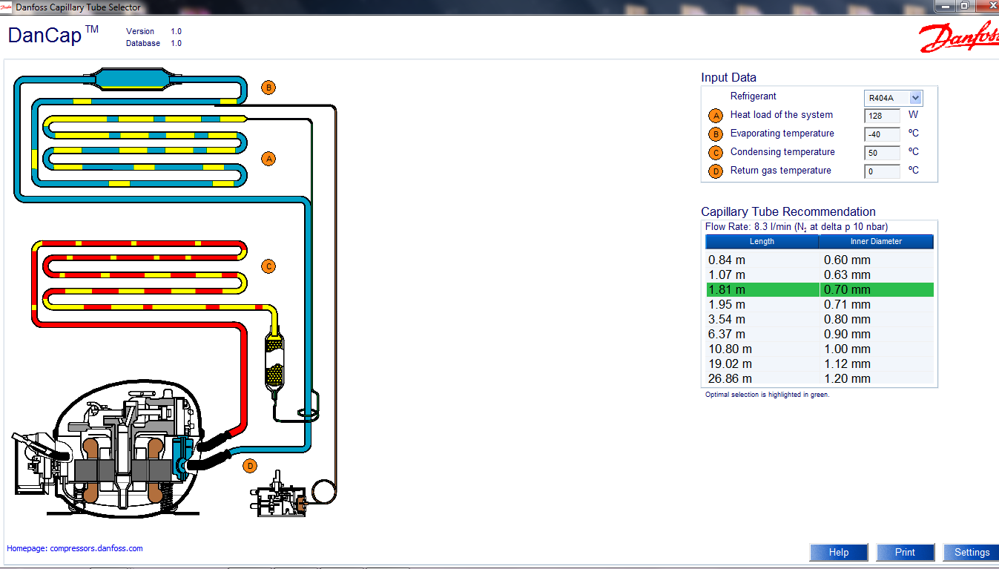 Danfoss Capillary Tube Selector
DanCap TM
Version 1.0
Database 1.0
Danfoss
B
A
C
D
Input Data
Refrigerant R404A
A Heat load of the system 128 W
B Evaporating temperature -40 ºC
C Condensing temperature 50 ºC
D Return gas temperature 0 ºC
Capillary Tube Recommendation
Flow Rate: 8.3 l/min (N2 at delta p 10 nbar)
Length Inner Diameter
0.84 m 0.60 mm
1.07 m 0.63 mm
1.81 m 0.70 mm
1.95 m 0.71 mm
3.54 m 0.80 mm
6.37 m 0.90 mm
10.80 m 1.00 mm
19.02 m 1.12 mm
26.86 m 1.20 mm
Optimal selection is highlighted in green.
Homepage: compressors.danfoss.com
Help Print Settings